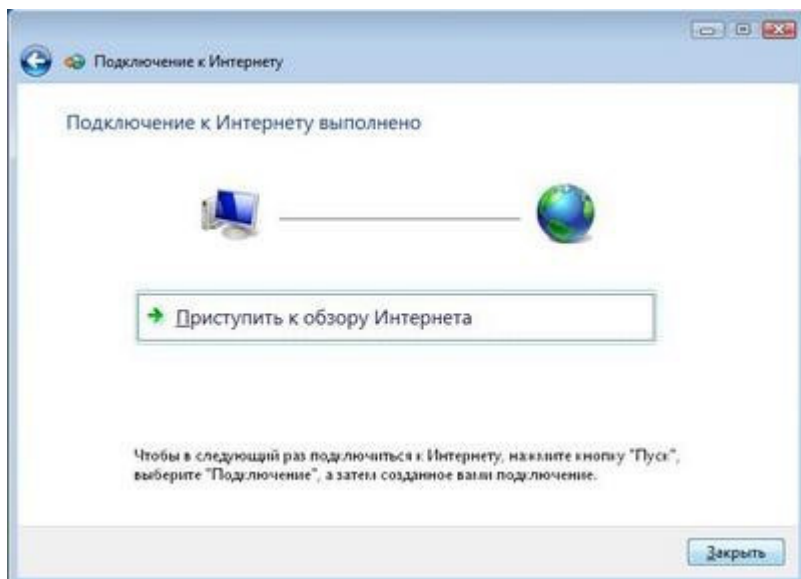 Подключение к Интернету
Подключение к Интернету выполнено
Приступить к обзору Интернета
Чтобы в следующий раз подключиться к Интернету, нажмите кнопку "Пуск",
выберите "Подключение", а затем созданное вами подключение.
Закрыть